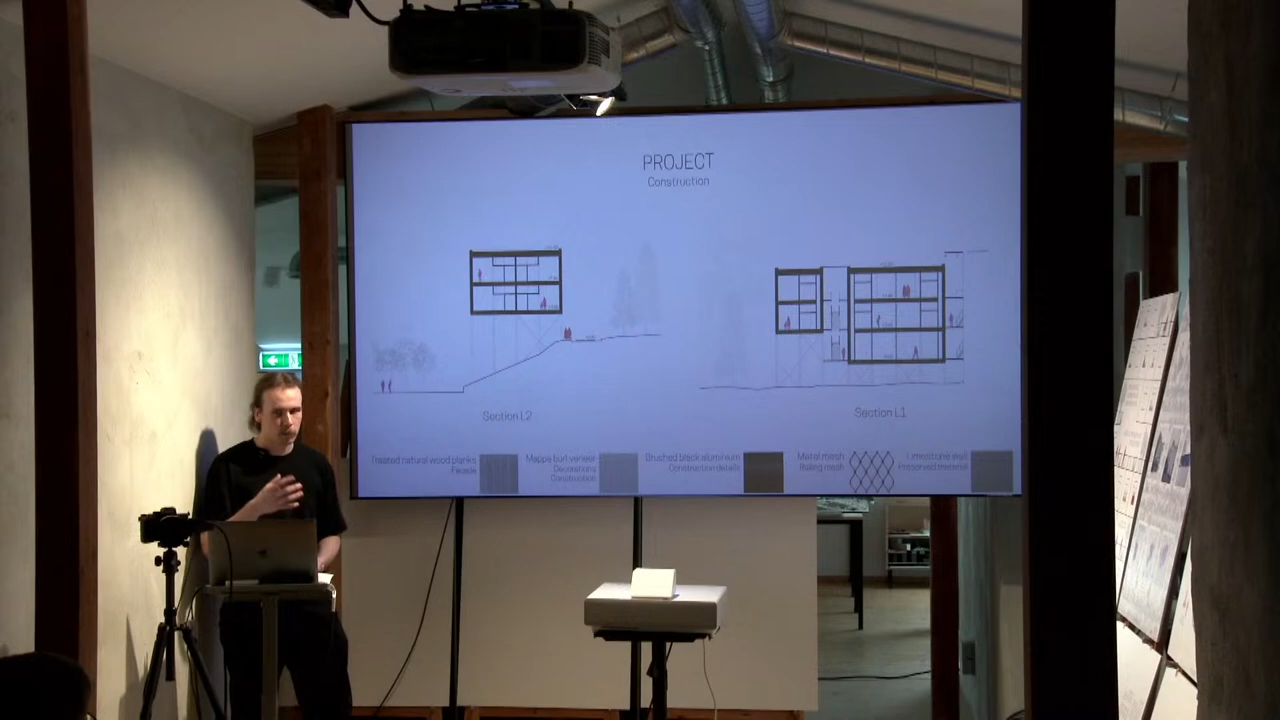 PROJECT
Construction
Section L2
Section L1
Treated natural wood planks
Facade
Mappa burl veneer
Decorations
Construction
Brushed black aluminum
Construction details
Metal mesh
Railing mesh
Limestone wall
Preserved material